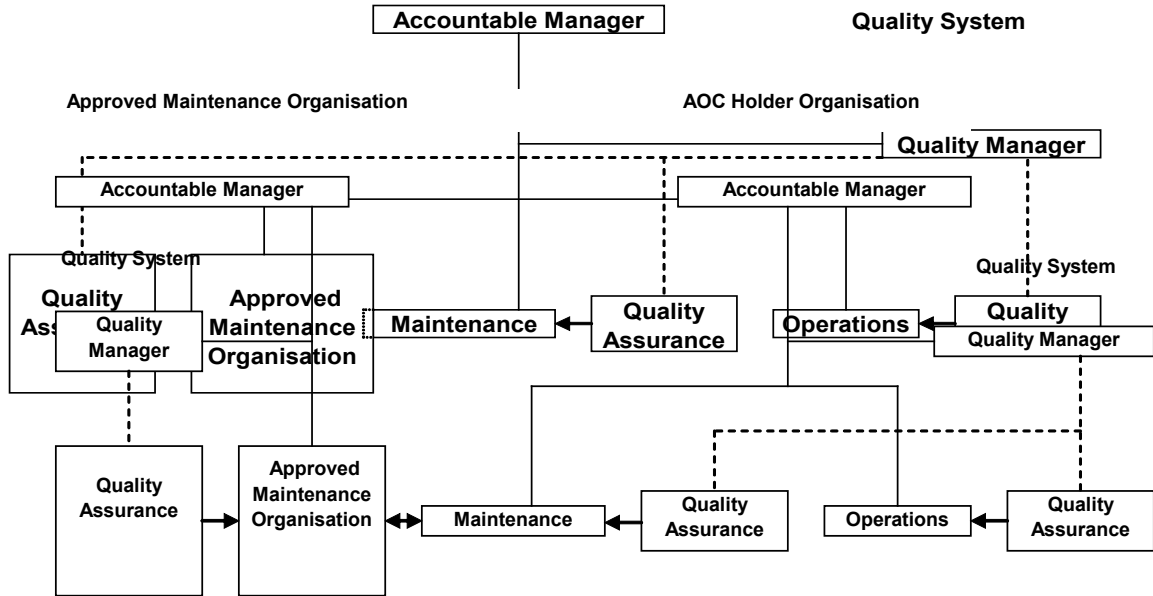 Accountable Manager
Quality System
Approved Maintenance Organisation
AOC Holder Organisation
Quality Manager
Accountable Manager
Accountable Manager
Quality System
Quality System
Quality
Approved
Maintenance
Organisation
Quality
Manager
Maintenance
Quality
Assurance
Operations
Quality
Quality Manager
Quality
Assurance
Approved
Maintenance
Organisation
Maintenance
Quality
Assurance
Operations
Quality
Assurance